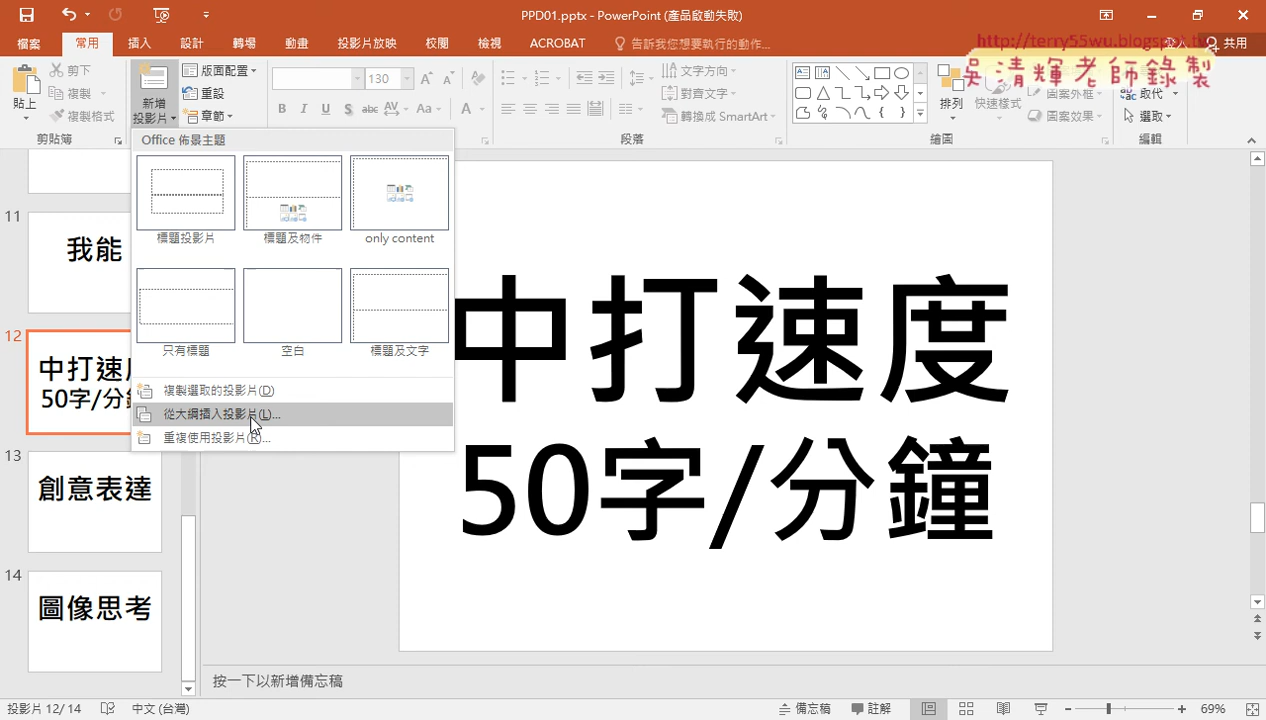 PPD01.pptx - PowerPoint (產品啟動失敗)
檔案 常用 插入 設計 轉場 動畫 投影片放映 校閱 檢視 ACROBAT 告訴我您想要執行的動作... 登入 共用
http://terry55wu.blogspot.tw
吳清輝老師錄製
貼上
剪下
複製
複製格式
剪貼簿
新增
投影片
版面配置
重設
章節
130
B I U S abc AV Aa A
文字方向
對齊文字
轉換成 SmartArt
段落
排列
快速樣式
圖案外框
圖案效果
繪圖
取代
選取
編輯
Office 佈景主題
標題投影片 標題及物件 only content
只有標題 空白 標題及文字
複製選取的投影片(D)
從大綱插入投影片(L)...
重複使用投影片(R)...
11
我能
12
中打速度
50字/分
13
創意表達
14
圖像思考
中打速度
50字/分鐘
按一下以新增備忘稿
投影片 12/ 14 中文 (台灣) 備忘稿 註解 69%